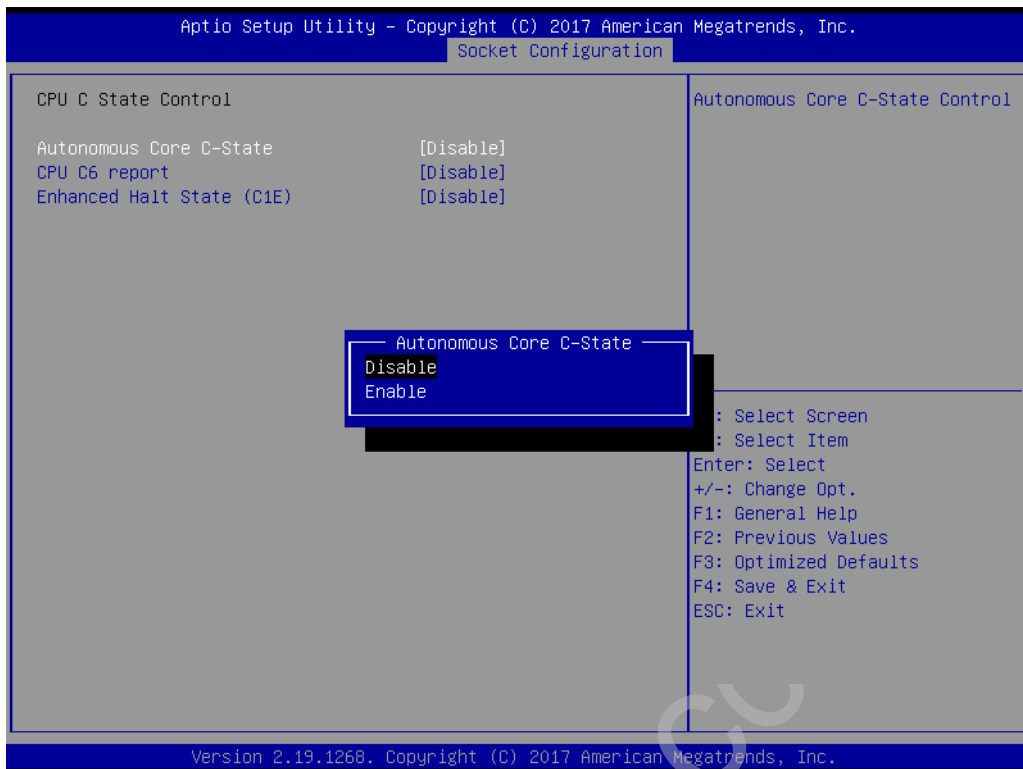 Aptio Setup Utility – Copyright (C) 2017 American Megatrends, Inc.
Socket Configuration
CPU C State Control
Autonomous Core C-State [Disable]
CPU C6 report [Disable]
Enhanced Halt State (C1E) [Disable]
Autonomous Core C-State Control
Autonomous Core C-State
Disable
Enable
: Select Screen
: Select Item
Enter: Select
+/-: Change Opt.
F1: General Help
F2: Previous Values
F3: Optimized Defaults
F4: Save & Exit
ESC: Exit
Version 2.19.1268. Copyright (C) 2017 American Megatrends, Inc.